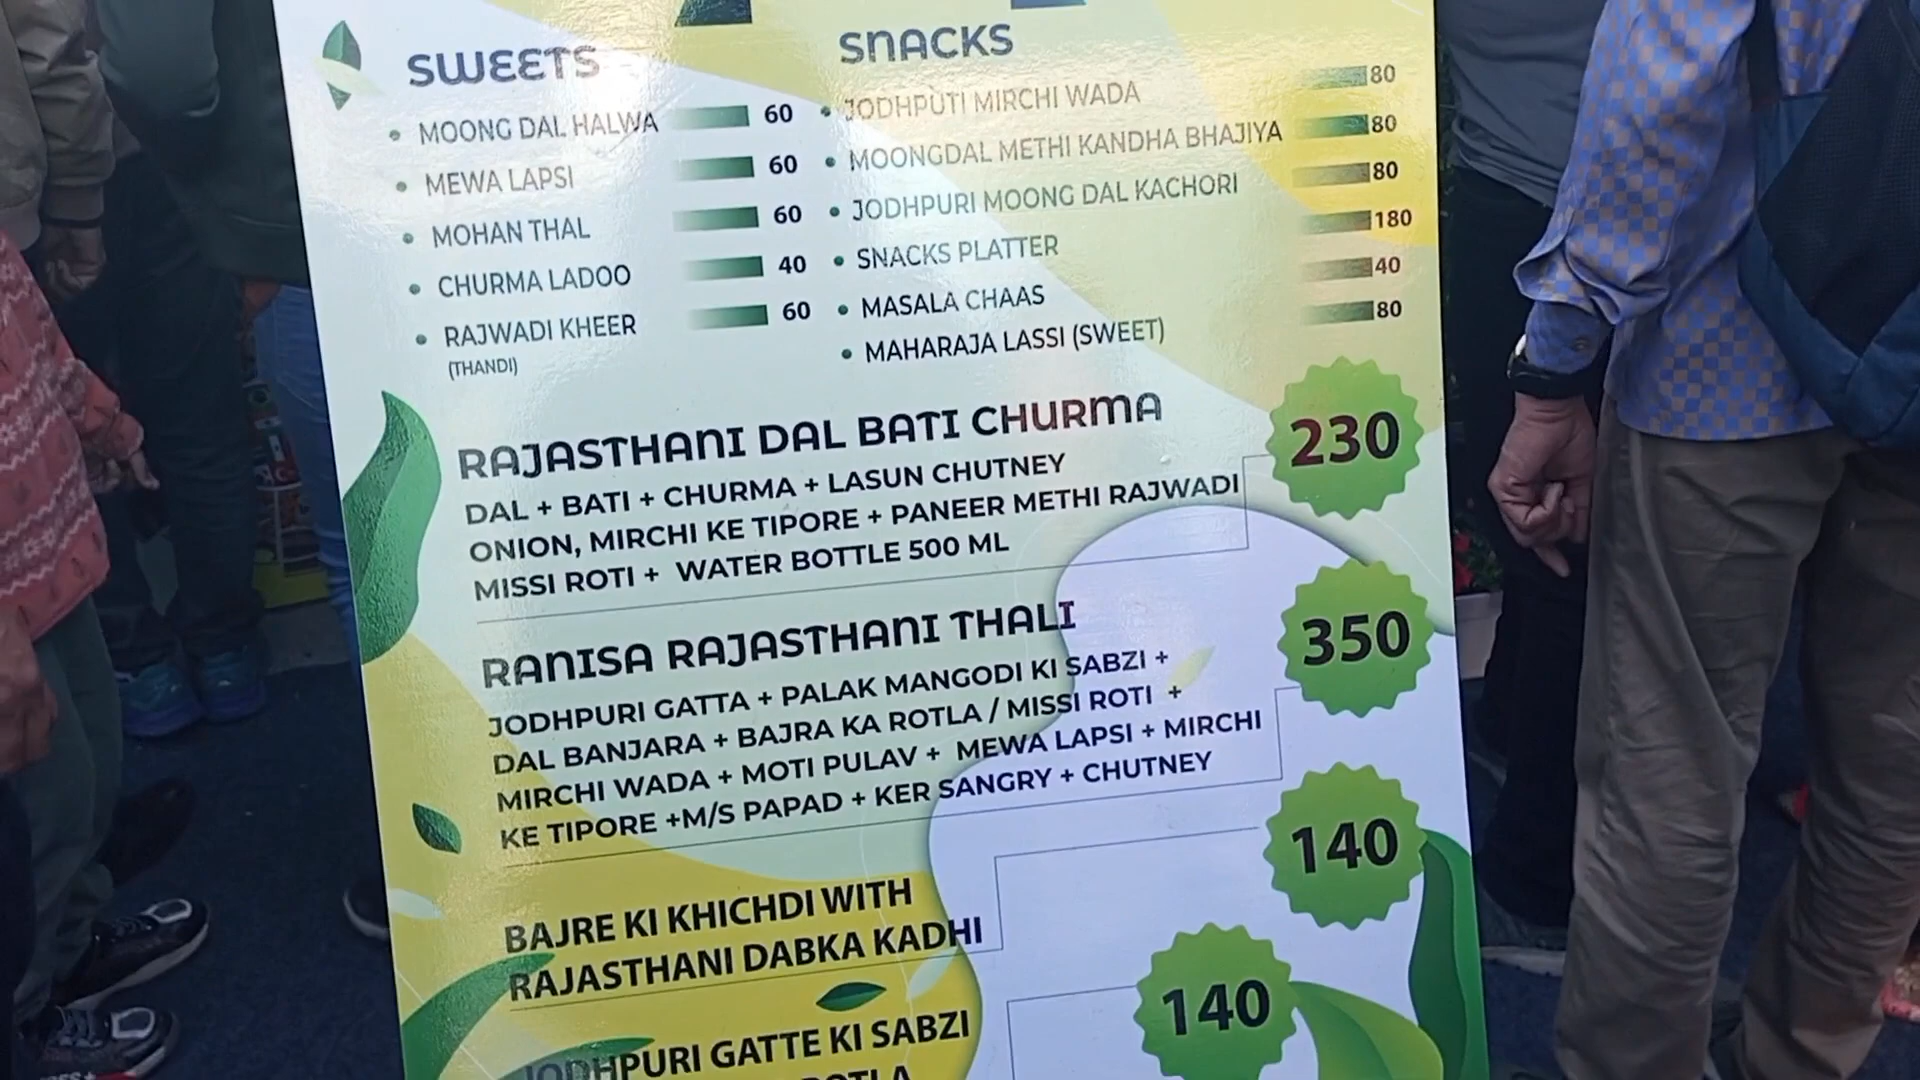 SWEETS
MOONG DAL HALWA 60
MEWA LAPSI 60
MOHAN THAL 60
CHURMA LADOO 40
RAJWADI KHEER 60
(THANDI)
SNACKS
JODHPUTI MIRCHI WADA 80
MOONGDAL METHI KANDHA BHAJIYA 80
JODHPURI MOONG DAL KACHORI 80
SNACKS PLATTER 180
MASALA CHAAS 40
MAHARAJA LASSI (SWEET) 80
RAJASTHANI DAL BATI CHURMA 230
DAL + BATI + CHURMA + LASUN CHUTNEY
ONION, MIRCHI KE TIPORE + PANEER METHI RAJWADI
MISSI ROTI + WATER BOTTLE 500 ML
RANISA RAJASTHANI THALI 350
JODHPURI GATTA + PALAK MANGODI KI SABZI +
DAL BANJARA + BAJRA KA ROTLA / MISSI ROTI +
MIRCHI WADA + MOTI PULAV + MEWA LAPSI + MIRCHI
KE TIPORE +M/S PAPAD + KER SANGRY + CHUTNEY
BAJRE KI KHICHDI WITH 140
RAJASTHANI DABKA KADHI
JODHPURI GATTE KI SABZI 140